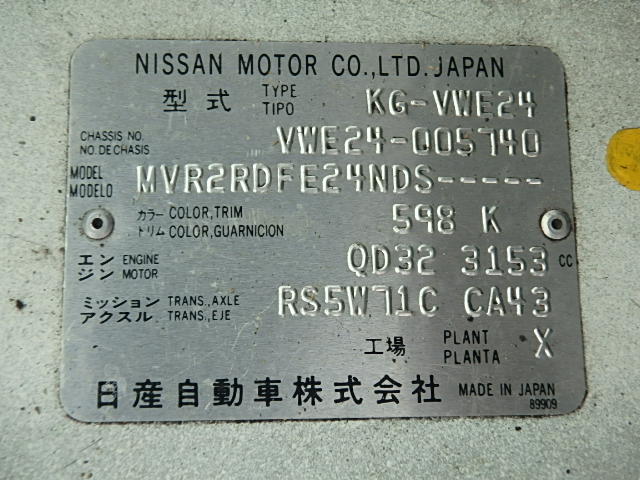 NISSAN MOTOR CO.,LTD. JAPAN
型式 TYPE TIPO KG-VWE24
CHASSIS NO. NO. DE CHASIS VWE24-005740
MODEL MODELO MVR2RDFE24NDS-----
カラー COLOR,TRIM 598 K
トリム COLOR,GUARNICION
エン ENGINE QD32 3153 cc
ジン MOTOR
ミッション TRANS.,AXLE RS5W71C CA43
アクスル TRANS.,EJE
工場 PLANT PLANTA X
日産自動車株式会社 MADE IN JAPAN
89909